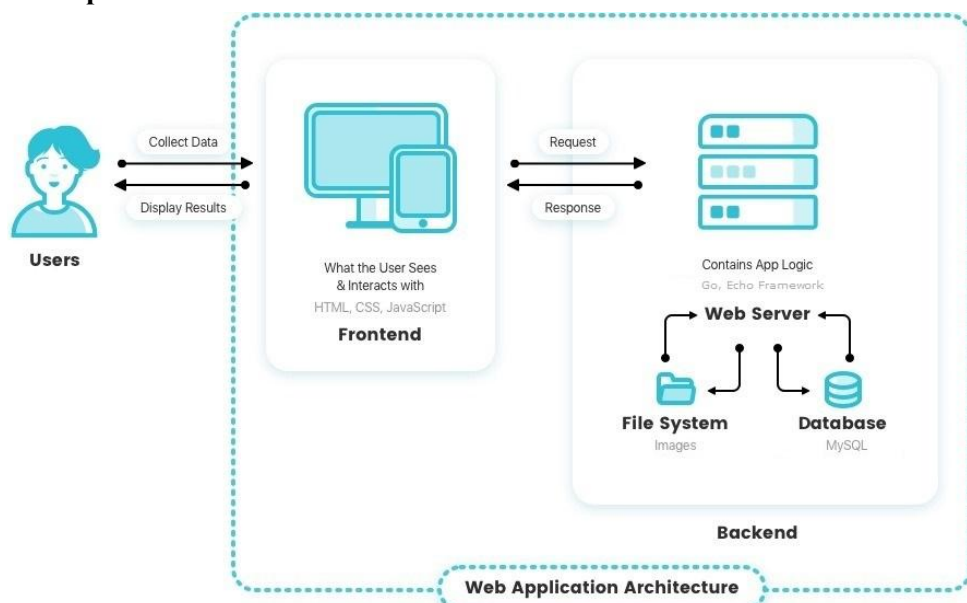 Collect Data
Display Results
Users
What the User Sees
& Interacts with
HTML, CSS, JavaScript
Frontend
Request
Response
Contains App Logic
Go, Echo Framework
Web Server
File System
Images
Database
MySQL
Backend
Web Application Architecture